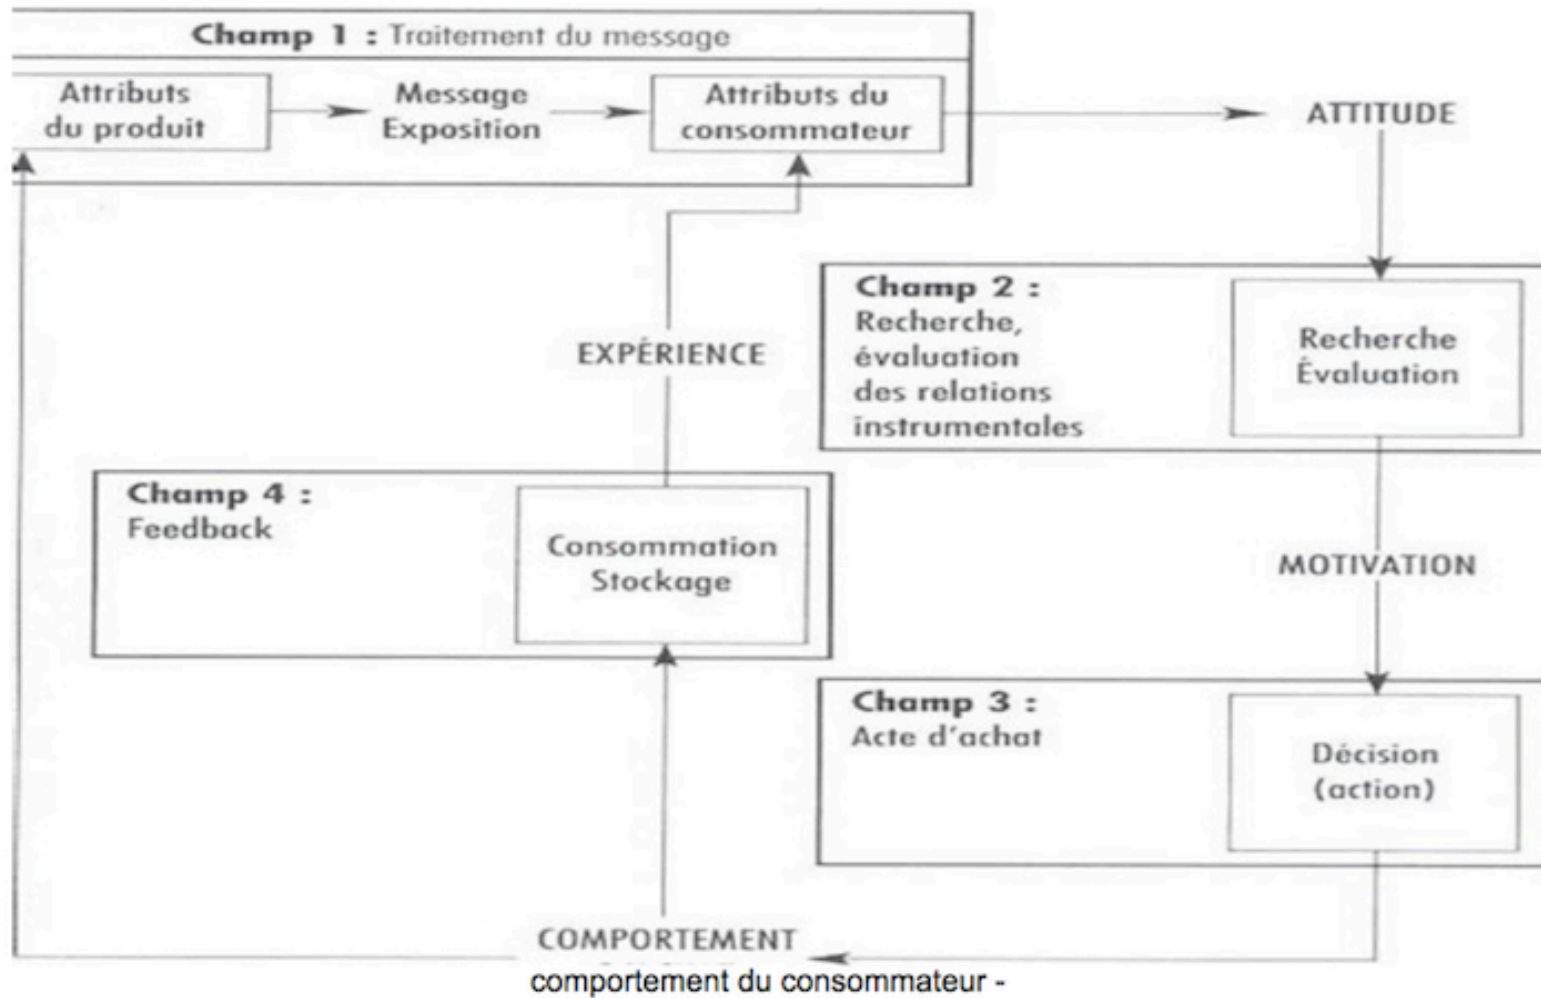 Champ 1 : Traitement du message
Attributs
du produit
Message
Exposition
Attributs du
consommateur
ATTITUDE
Champ 2 :
Recherche,
évaluation
des relations
instrumentales
Recherche
Évaluation
EXPÉRIENCE
Champ 4 :
Feedback
Consommation
Stockage
MOTIVATION
Champ 3 :
Acte d'achat
Décision
(action)
COMPORTEMENT
comportement du consommateur -